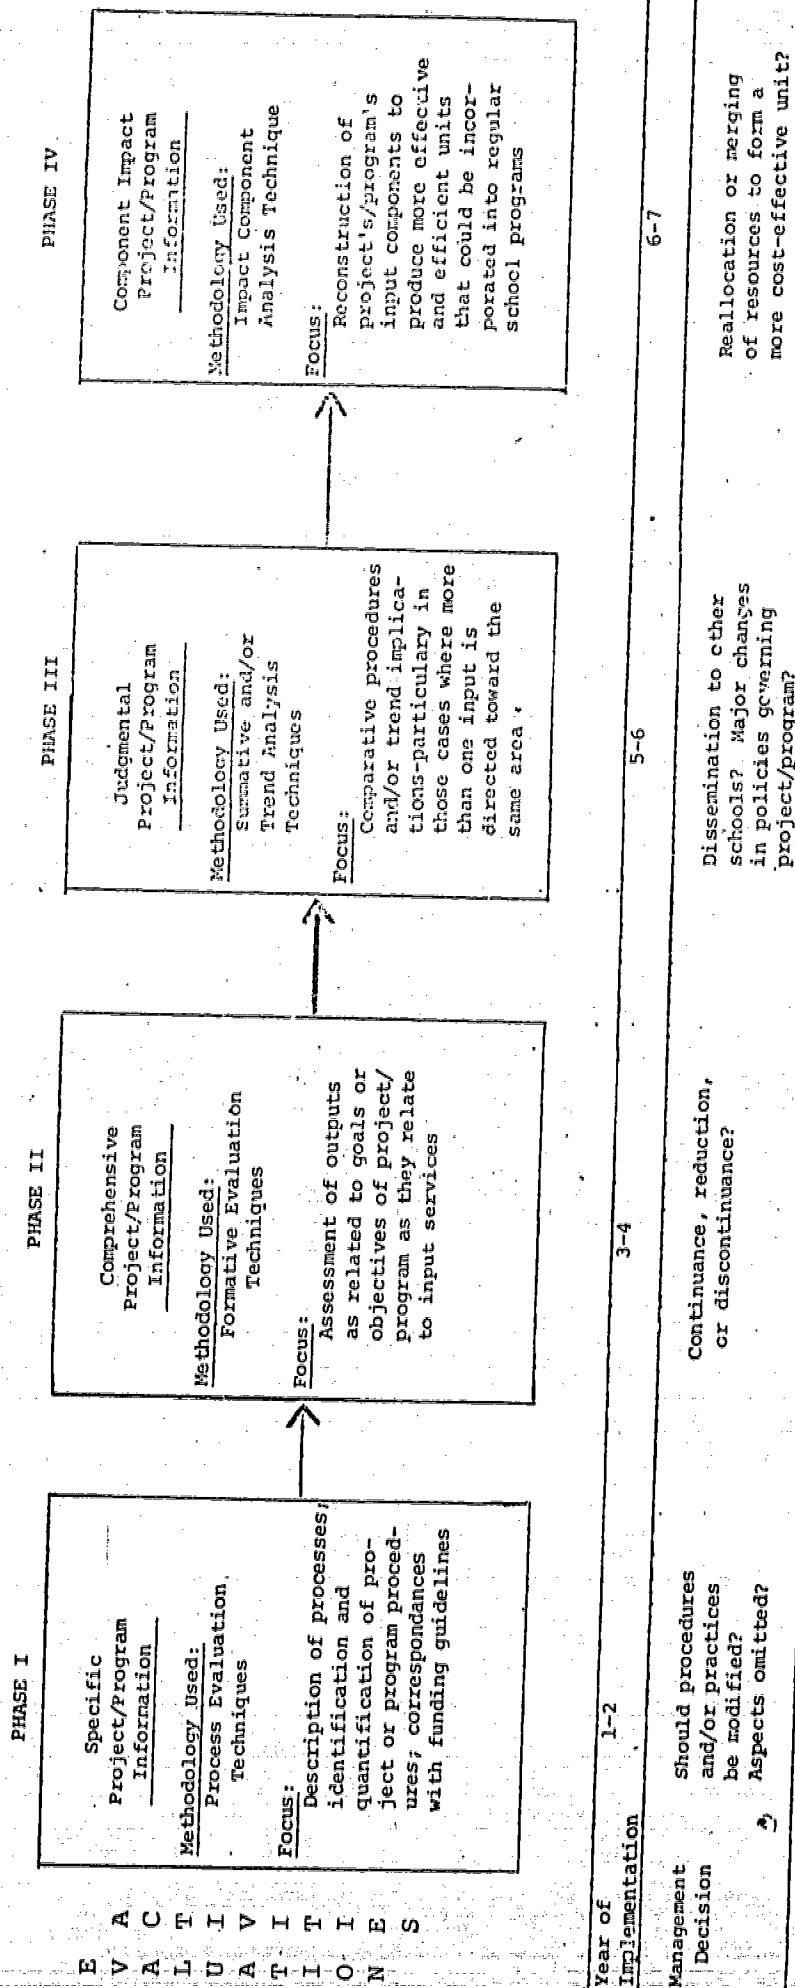 PHASE I
Specific
Project/Program
Information
Methodology Used:
Process Evaluation
Techniques
Focus:
Description of processes;
identification and
quantification of pro-
ject or program proced-
ures; correspondances
with funding guidelines
PHASE II
Comprehensive
Project/Program
Information
Methodology Used:
Formative Evaluation
Techniques
Focus:
Assessment of outputs
as related to goals or
objectives of project/
program as they relate
to input services
PHASE III
Judgmental
Project/Program
Information
Methodology Used:
Summative and/or
Trend Analysis
Techniques
Focus:
Comparative procedures
and/or trend implica-
tions-particulary in
those cases where more
than one input is
directed toward the
same area.
PHASE IV
Component Impact
Project/Program
Information
Methodology Used:
Impact Component
Analysis Technique
Focus:
Reconstruction of
project's/program's
input components to
produce more effective
and efficient units
that could be incor-
porated into regular
school programs
E
V A
A C
L T
U I
A V
T I
I T
O I
N E
S
Year of
Implementation
1-2
3-4
5-6
6-7
Management
Decision
Should procedures
and/or practices
be modified?
Aspects omitted?
Continuance, reduction,
or discontinuance?
Dissemination to other
schools? Major changes
in policies governing
project/program?
Reallocation or merging
of resources to form a
more cost-effective unit?